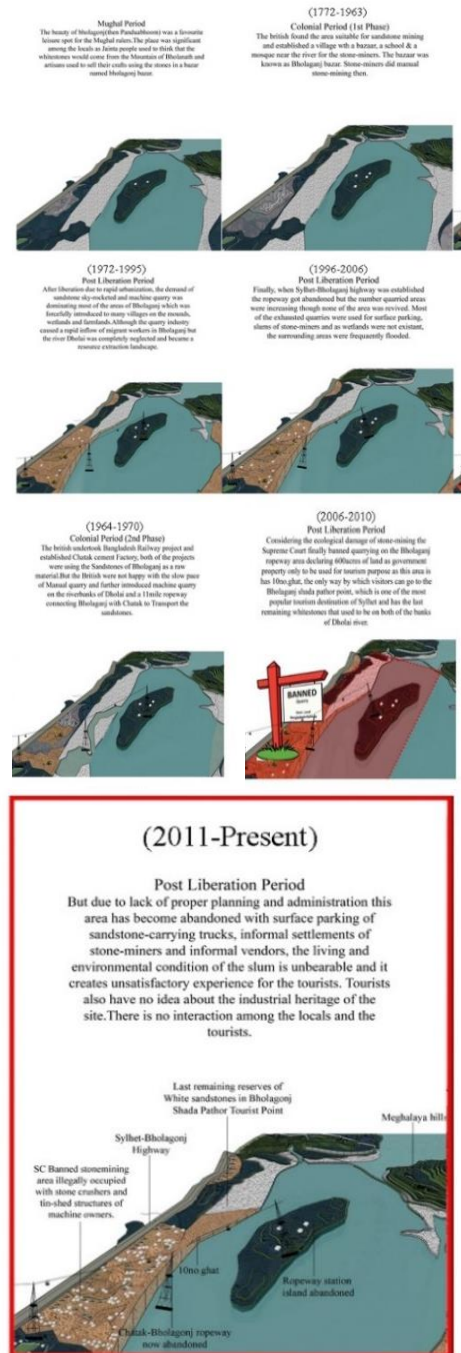 Mughal Period
The beauty of bholagonj(then Panduabhoom) was a favourite
leisure spot for the Mughal rulers.The place was significant
among the locals as Jainta people used to think that the
whitestones would come from the Mountain of Bholanath and
artisans used to sell their crafts using the stones in a bazar
named bholagonj bazar.
(1772-1963)
Colonial Period (1st Phase)
The british found the area suitable for sandstone mining
and established a village wth a bazaar, a school & a
mosque near the river for the stone-miners. The bazaar was
known as Bholaganj bazar. Stone-miners did manual
stone-mining then.
(1972-1995)
Post Liberation Period
After liberation due to rapid urbanization, the demand of
sandstone sky-rocketed and machine quarry was
dominating most of the areas of Bholaganj which was
forcefully introduced to many villages on the mounds,
wetlands and farmlands.Although the quarry industry
caused a rapid inflow of migrant workers in Bholaganj but
the river Dholai was completely neglected and became a
resource extraction landscape.
(1996-2006)
Post Liberation Period
Finally, when Sylhet-Bholaganj highway was established
the ropeway got abandoned but the number quarried areas
were increasing though none of the area was revived. Most
of the exhausted quarries were used for surface parking,
slums of stone-miners and as wetlands were not existant,
the surrounding areas were frequently flooded.
(1964-1970)
Colonial Period (2nd Phase)
The british undertook Bangladesh Railway project and
established Chatak cement Factory, both of the projects
were using the Sandstones of Bholaganj as a raw
material.But the British were not happy with the slow pace
of Manual quarry and further introduced machine quarry
on the riverbanks of Dholai and a 11mile ropeway
connecting Bholaganj with Chatak to Transport the
sandstones.
(2006-2010)
Post Liberation Period
Considering the ecological damage of stone-mining the
Supreme Court finally banned quarrying on the Bholaganj
ropeway area declaring 600acres of land as government
property only to be used for tourism purpose as this area is
has 10no.ghat, the only way by which visitors can go to the
Bholaganj shada pathor point, which is one of the most
popular tourism destination of Sylhet and has the last
remaining whitestones that used to be on both of the banks
of Dholai river.
BANNED
(2011-Present)
Post Liberation Period
But due to lack of proper planning and administration this
area has become abandoned with surface parking of
sandstone-carrying trucks, informal settlements of
stone-miners and informal vendors, the living and
environmental condition of the slum is unbearable and it
creates unsatisfactory experience for the tourists. Tourists
also have no idea about the industrial heritage of the
site.There is no interaction among the locals and the
tourists.
Last remaining reserves of
White sandstones in Bholagonj
Shada Pathor Tourist Point
Meghalaya hills
Sylhet-Bholagonj
Highway
SC Banned stonemining
area illegally occupied
with stone crushers and
tin-shed structures of
machine owners.
10no ghat
Ropeway station
island abandoned
Chatak-Bholagonj ropeway
now abandoned